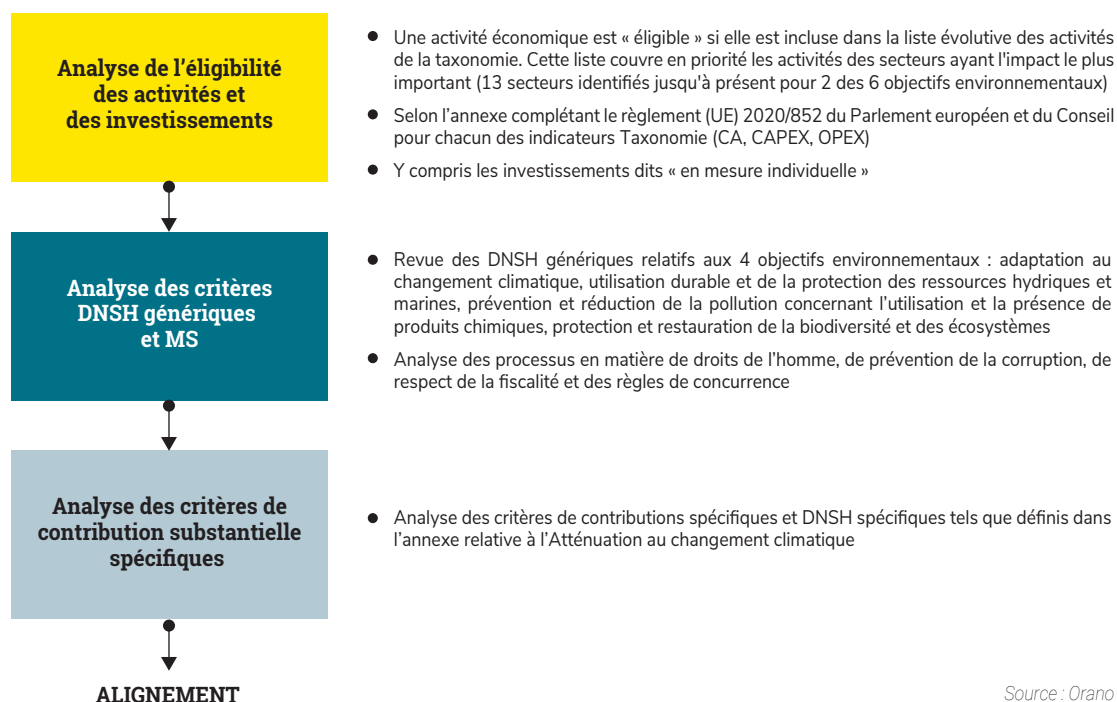 Analyse de l’éligibilité
des activités et
des investissements
● Une activité économique est « éligible » si elle est incluse dans la liste évolutive des activités
de la taxonomie. Cette liste couvre en priorité les activités des secteurs ayant l'impact le plus
important (13 secteurs identifiés jusqu'à présent pour 2 des 6 objectifs environnementaux)
● Selon l’annexe complétant le règlement (UE) 2020/852 du Parlement européen et du Conseil
pour chacun des indicateurs Taxonomie (CA, CAPEX, OPEX)
● Y compris les investissements dits « en mesure individuelle »
Analyse des critères
DNSH génériques
et MS
● Revue des DNSH génériques relatifs aux 4 objectifs environnementaux : adaptation au
changement climatique, utilisation durable et de la protection des ressources hydriques et
marines, prévention et réduction de la pollution concernant l’utilisation et la présence de
produits chimiques, protection et restauration de la biodiversité et des écosystèmes
● Analyse des processus en matière de droits de l’homme, de prévention de la corruption, de
respect de la fiscalité et des règles de concurrence
Analyse des critères de
contribution substantielle
spécifiques
● Analyse des critères de contributions spécifiques et DNSH spécifiques tels que définis dans
l’annexe relative à l’Atténuation au changement climatique
ALIGNEMENT
Source : Orano